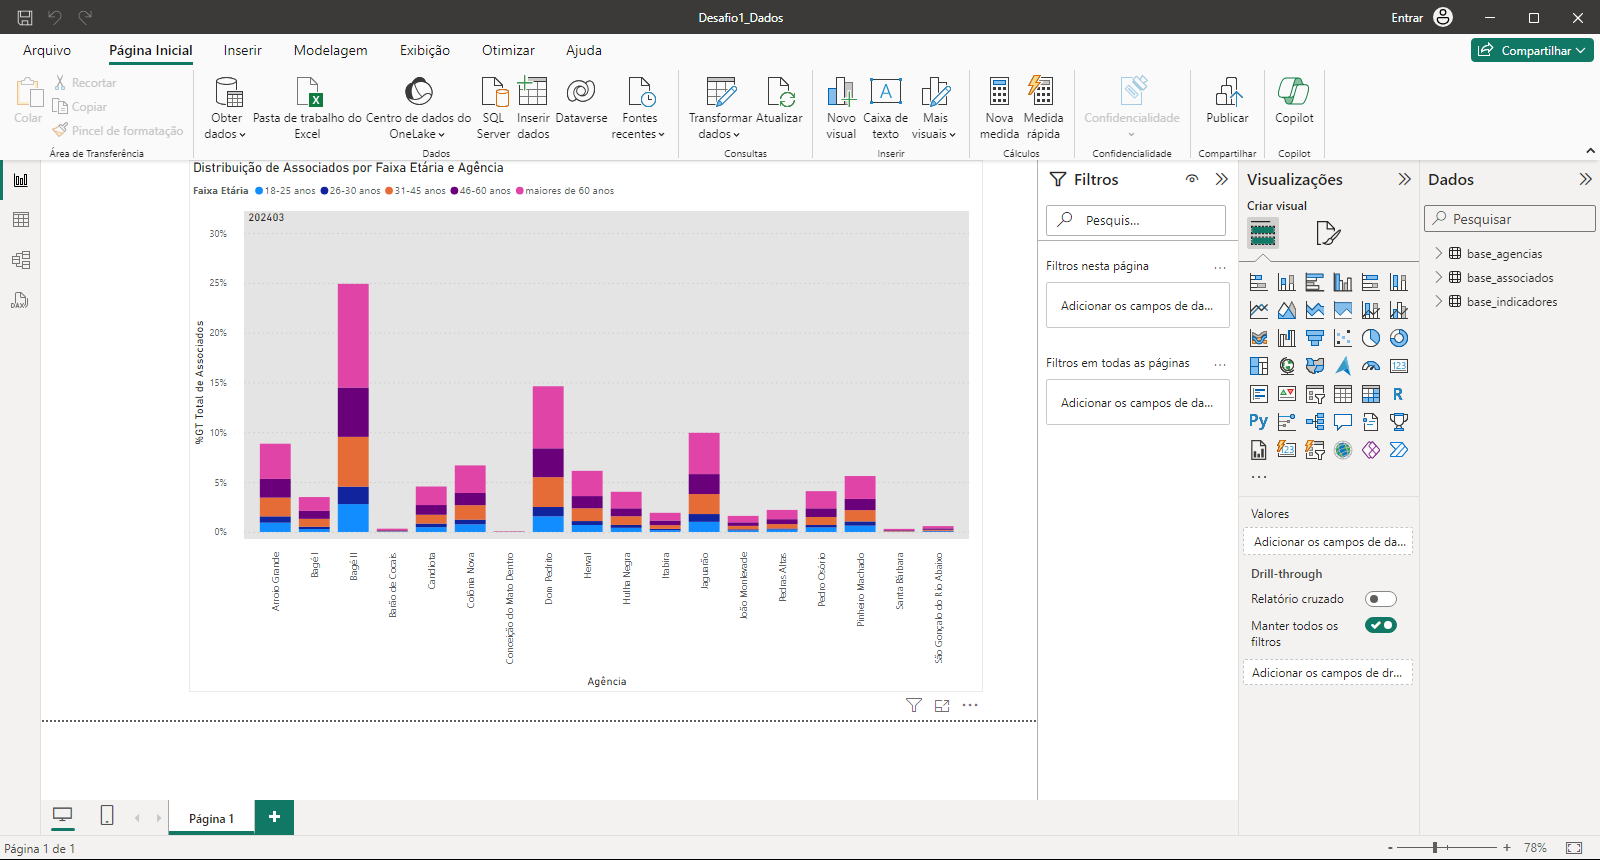 Desafio1_Dados
Entrar
Arquivo
Página Inicial
Inserir
Modelagem
Exibição
Otimizar
Ajuda
Compartilhar
Colar
Recortar
Copiar
Pincel de formatação
Área de Transferência
Obter dados
Pasta de trabalho do Excel
Centro de dados do OneLake
SQL Server
Inserir dados
Dataverse
Fontes recentes
Dados
Transformar dados
Atualizar
Consultas
Novo visual
Caixa de texto
Mais visuais
Inserir
Nova medida
Medida rápida
Cálculos
Confidencialidade
Confidencialidade
Publicar
Compartilhar
Copilot
Copilot
Distribuição de Associados por Faixa Etária e Agência
Faixa Etária 18-25 anos 26-30 anos 31-45 anos 46-60 anos maiores de 60 anos
202403
30%
25%
20%
15%
10%
5%
0%
%GT Total de Associados
Arroio Grande
Bagé I
Bagé II
Barão de Cocais
Candiota
Colônia Nova
Conceição do Mato Dentro
Dom Pedrito
Herval
Hulha Negra
Itabira
Jaguarão
João Monlevade
Pedras Altas
Pedro Osório
Pinheiro Machado
Santa Bárbara
São Gonçalo do Rio Abaixo
Agência
Filtros
Pesquis...
Filtros nesta página
...
Adicionar os campos de da...
Filtros em todas as páginas
...
Adicionar os campos de da...
Visualizações
Criar visual
123
R
Py
123
...
Valores
Adicionar os campos de da...
Drill-through
Relatório cruzado
Manter todos os
filtros
Adicionar os campos de dr...
Dados
Pesquisar
base_agencias
base_associados
base_indicadores
DAX
Página 1
+
Página 1 de 1
- + 78%